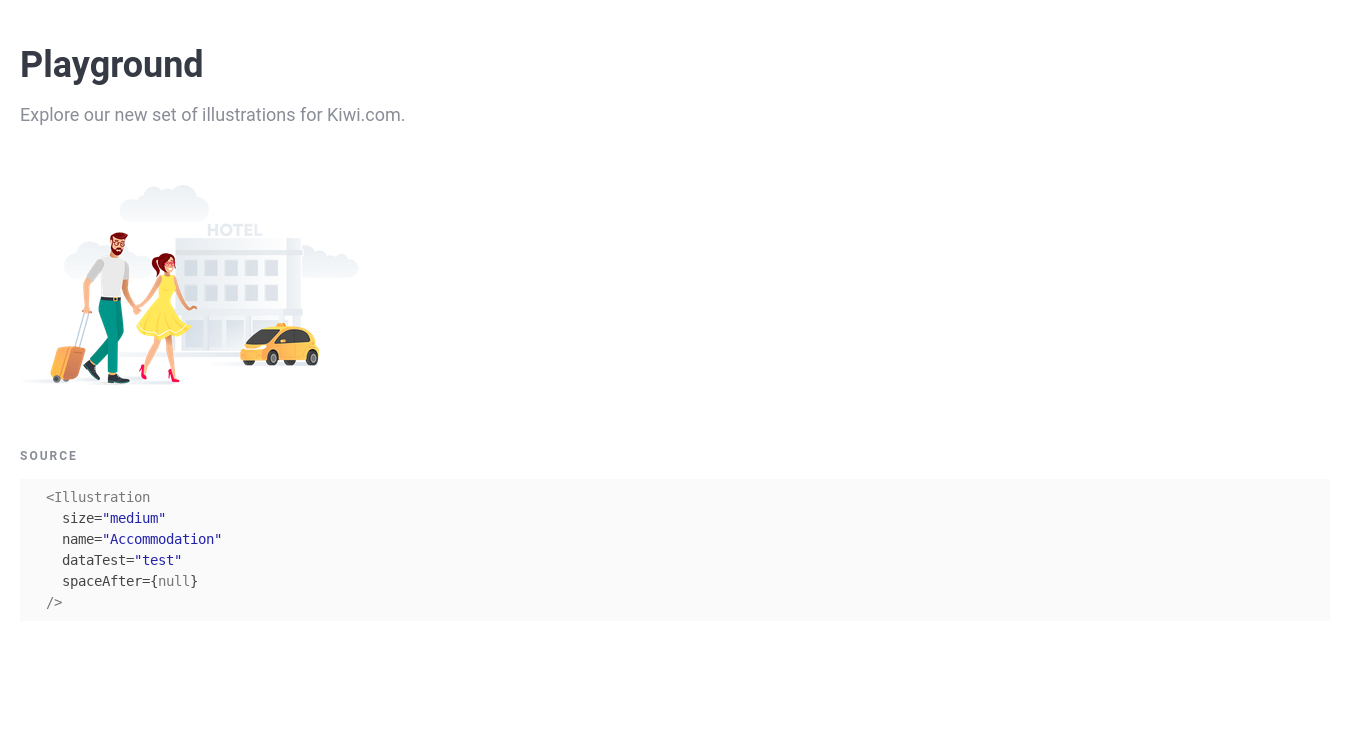 Playground
Explore our new set of illustrations for Kiwi.com.
HOTEL
SOURCE
<Illustration
  size="medium"
  name="Accommodation"
  dataTest="test"
  spaceAfter={null}
/>